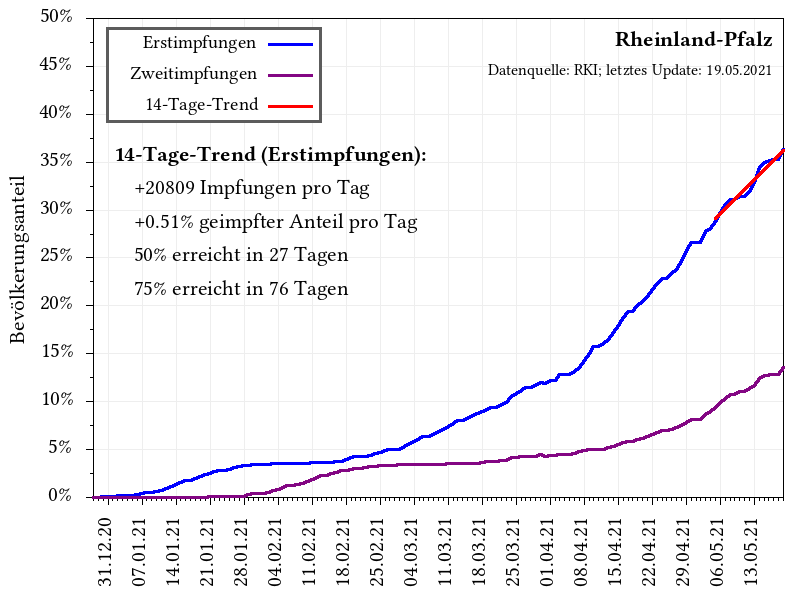 50%
45%
40%
35%
30%
25%
20%
15%
10%
5%
0%
Bevölkerungsanteil
Erstimpfungen
Zweitimpfungen
14-Tage-Trend
Rheinland-Pfalz
Datenquelle: RKI; letztes Update: 19.05.2021
14-Tage-Trend (Erstimpfungen):
+20809 Impfungen pro Tag
+0.51% geimpfter Anteil pro Tag
50% erreicht in 27 Tagen
75% erreicht in 76 Tagen
31.12.20
07.01.21
14.01.21
21.01.21
28.01.21
04.02.21
11.02.21
18.02.21
25.02.21
04.03.21
11.03.21
18.03.21
25.03.21
01.04.21
08.04.21
15.04.21
22.04.21
29.04.21
06.05.21
13.05.21